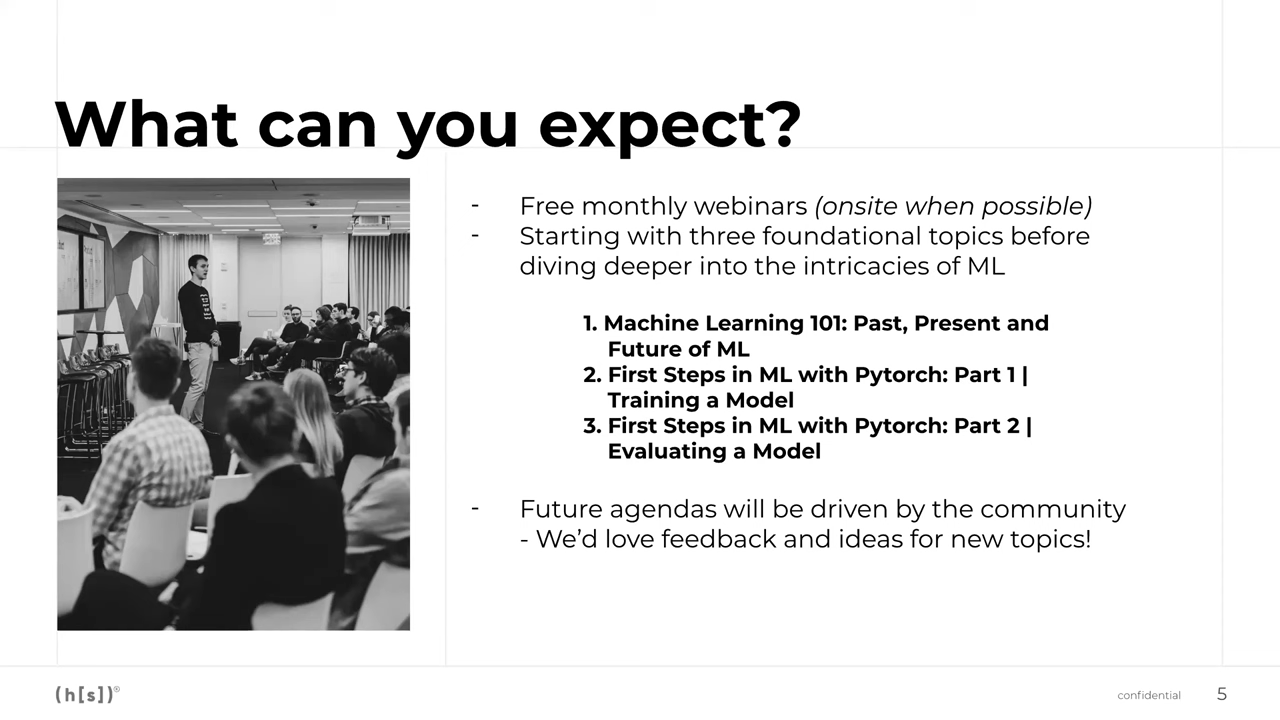 What can you expect?
- Free monthly webinars (onsite when possible)
- Starting with three foundational topics before
diving deeper into the intricacies of ML
1. Machine Learning 101: Past, Present and
Future of ML
2. First Steps in ML with Pytorch: Part 1 |
Training a Model
3. First Steps in ML with Pytorch: Part 2 |
Evaluating a Model
- Future agendas will be driven by the community
- We’d love feedback and ideas for new topics!
(h[s])®
confidential 5